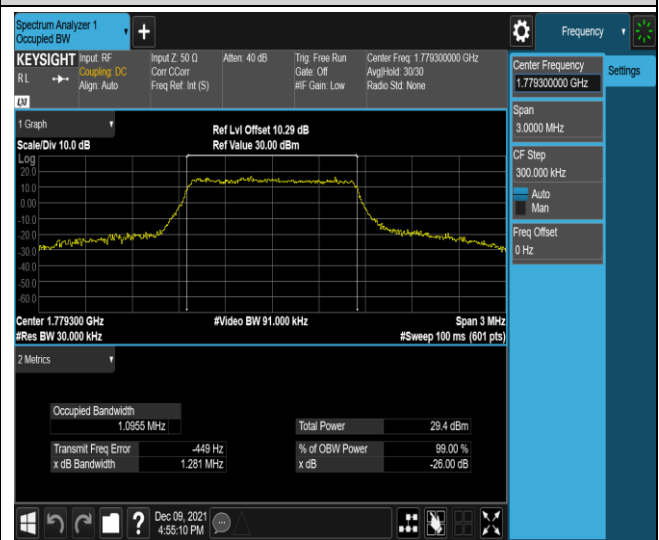 Spectrum Analyzer 1
Occupied BW
Frequency
KEYSIGHT
Input: RF
Coupling: DC
Align: Auto
Input Z: 50 Ω
Corr CCorr
Freq Ref: Int (S)
Atten: 40 dB
Trig: Free Run
Gate: Off
#IF Gain: Low
Center Freq: 1.779300000 GHz
Avg|Hold: 30/30
Radio Std: None
RL
LXI
Center Frequency
1.779300000 GHz
Settings
Span
3.0000 MHz
CF Step
300.000 kHz
Auto
Man
Freq Offset
0 Hz
1 Graph
Scale/Div 10.0 dB
Ref Lvl Offset 10.29 dB
Ref Value 30.00 dBm
Log
20.0
10.0
0.00
-10.0
-20.0
-30.0
-40.0
-50.0
-60.0
Center 1.779300 GHz
#Video BW 91.000 kHz
Span 3 MHz
#Res BW 30.000 kHz
#Sweep 100 ms (601 pts)
2 Metrics
Occupied Bandwidth
1.0955 MHz
Total Power 29.4 dBm
Transmit Freq Error -449 Hz
% of OBW Power 99.00 %
x dB Bandwidth 1.281 MHz
x dB -26.00 dB
Dec 09, 2021
4:55:10 PM